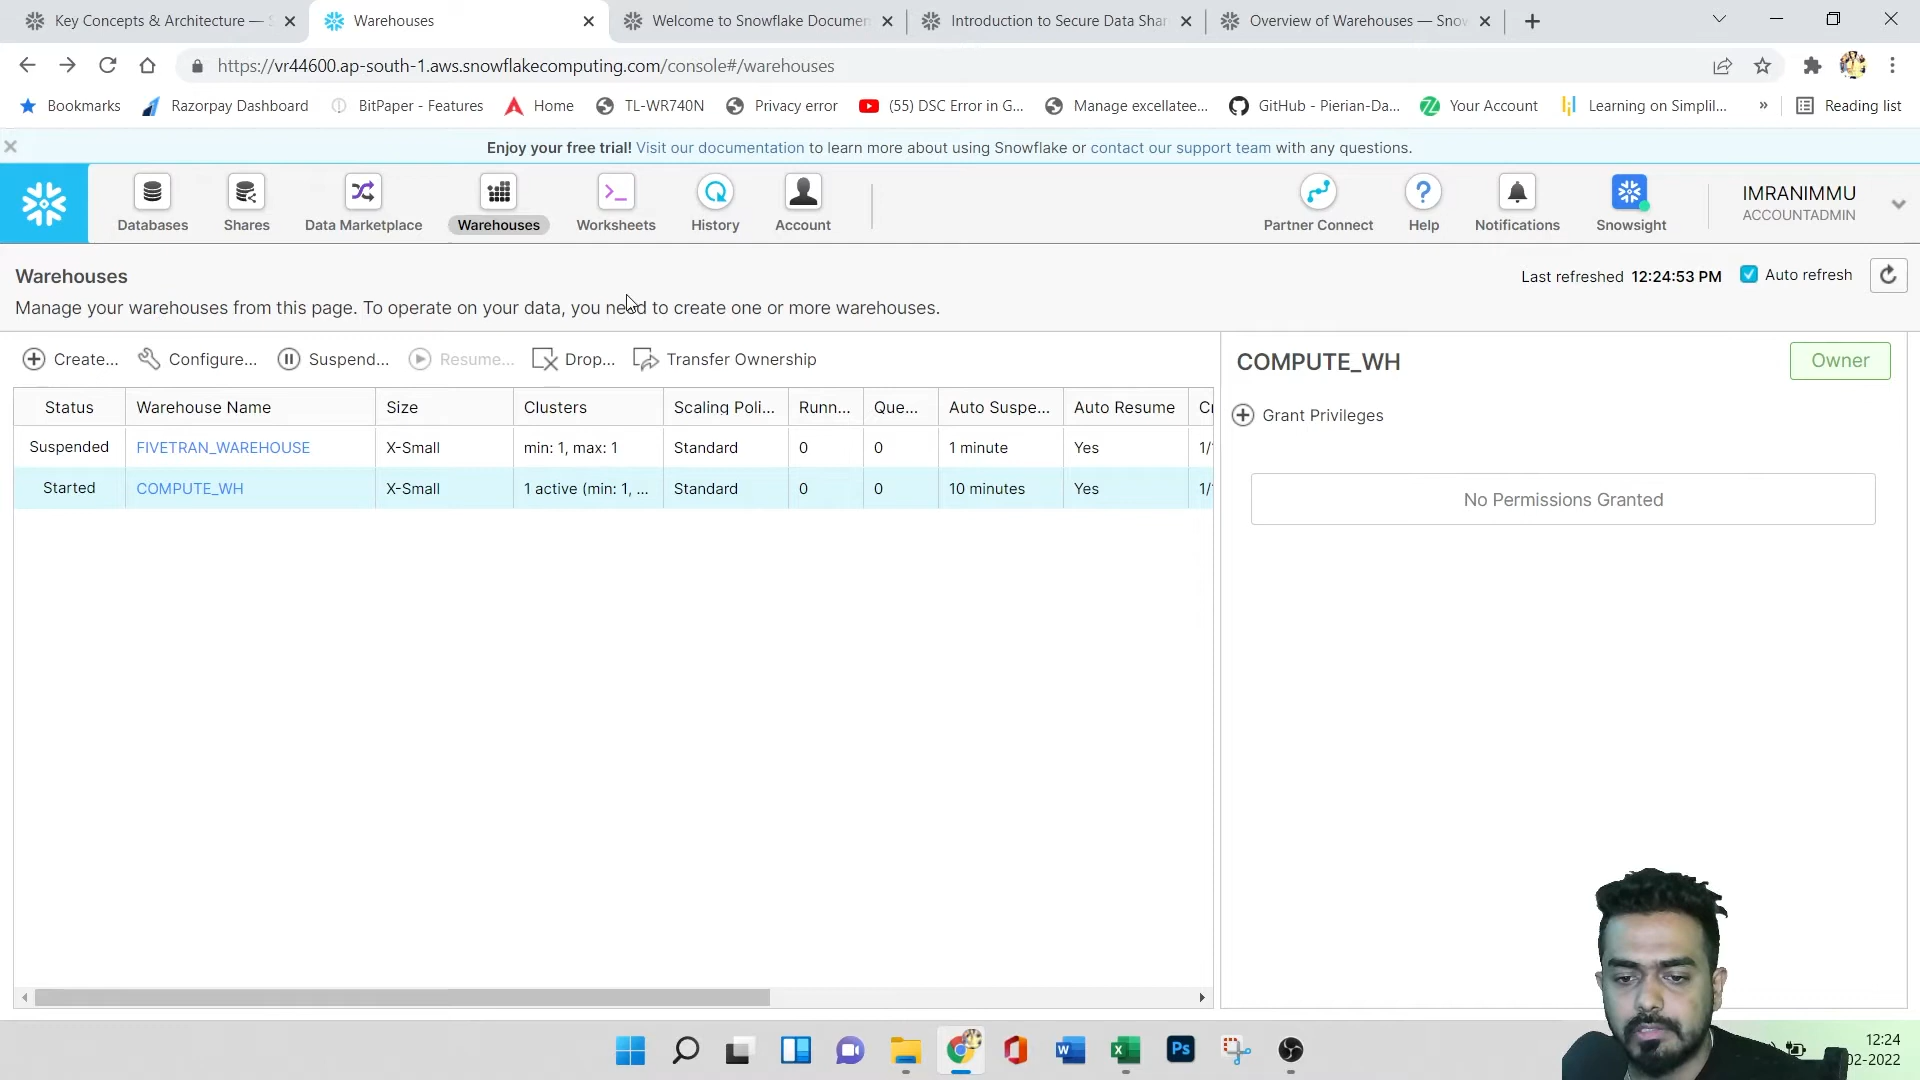 Key Concepts & Architecture — S
Warehouses
Welcome to Snowflake Documen
Introduction to Secure Data Shar
Overview of Warehouses — Snow
https://vr44600.ap-south-1.aws.snowflakecomputing.com/console#/warehouses
Bookmarks Razorpay Dashboard BitPaper - Features Home TL-WR740N Privacy error (55) DSC Error in G... Manage excellatee... GitHub - Pierian-Da... Your Account Learning on Simplil... » Reading list
Enjoy your free trial! Visit our documentation to learn more about using Snowflake or contact our support team with any questions.
Databases Shares Data Marketplace Warehouses Worksheets History Account Partner Connect Help Notifications Snowsight
IMRANIMMU
ACCOUNTADMIN
Warehouses
Last refreshed 12:24:53 PM Auto refresh
Manage your warehouses from this page. To operate on your data, you need to create one or more warehouses.
Create... Configure... Suspend... Resume... Drop... Transfer Ownership
Status Warehouse Name Size Clusters Scaling Poli... Runn... Que... Auto Suspe... Auto Resume Cr
Suspended FIVETRAN_WAREHOUSE X-Small min: 1, max: 1 Standard 0 0 1 minute Yes 1/
Started COMPUTE_WH X-Small 1 active (min: 1, ... Standard 0 0 10 minutes Yes 1/
COMPUTE_WH Owner
Grant Privileges
No Permissions Granted
W X Ps
12:24
02-2022